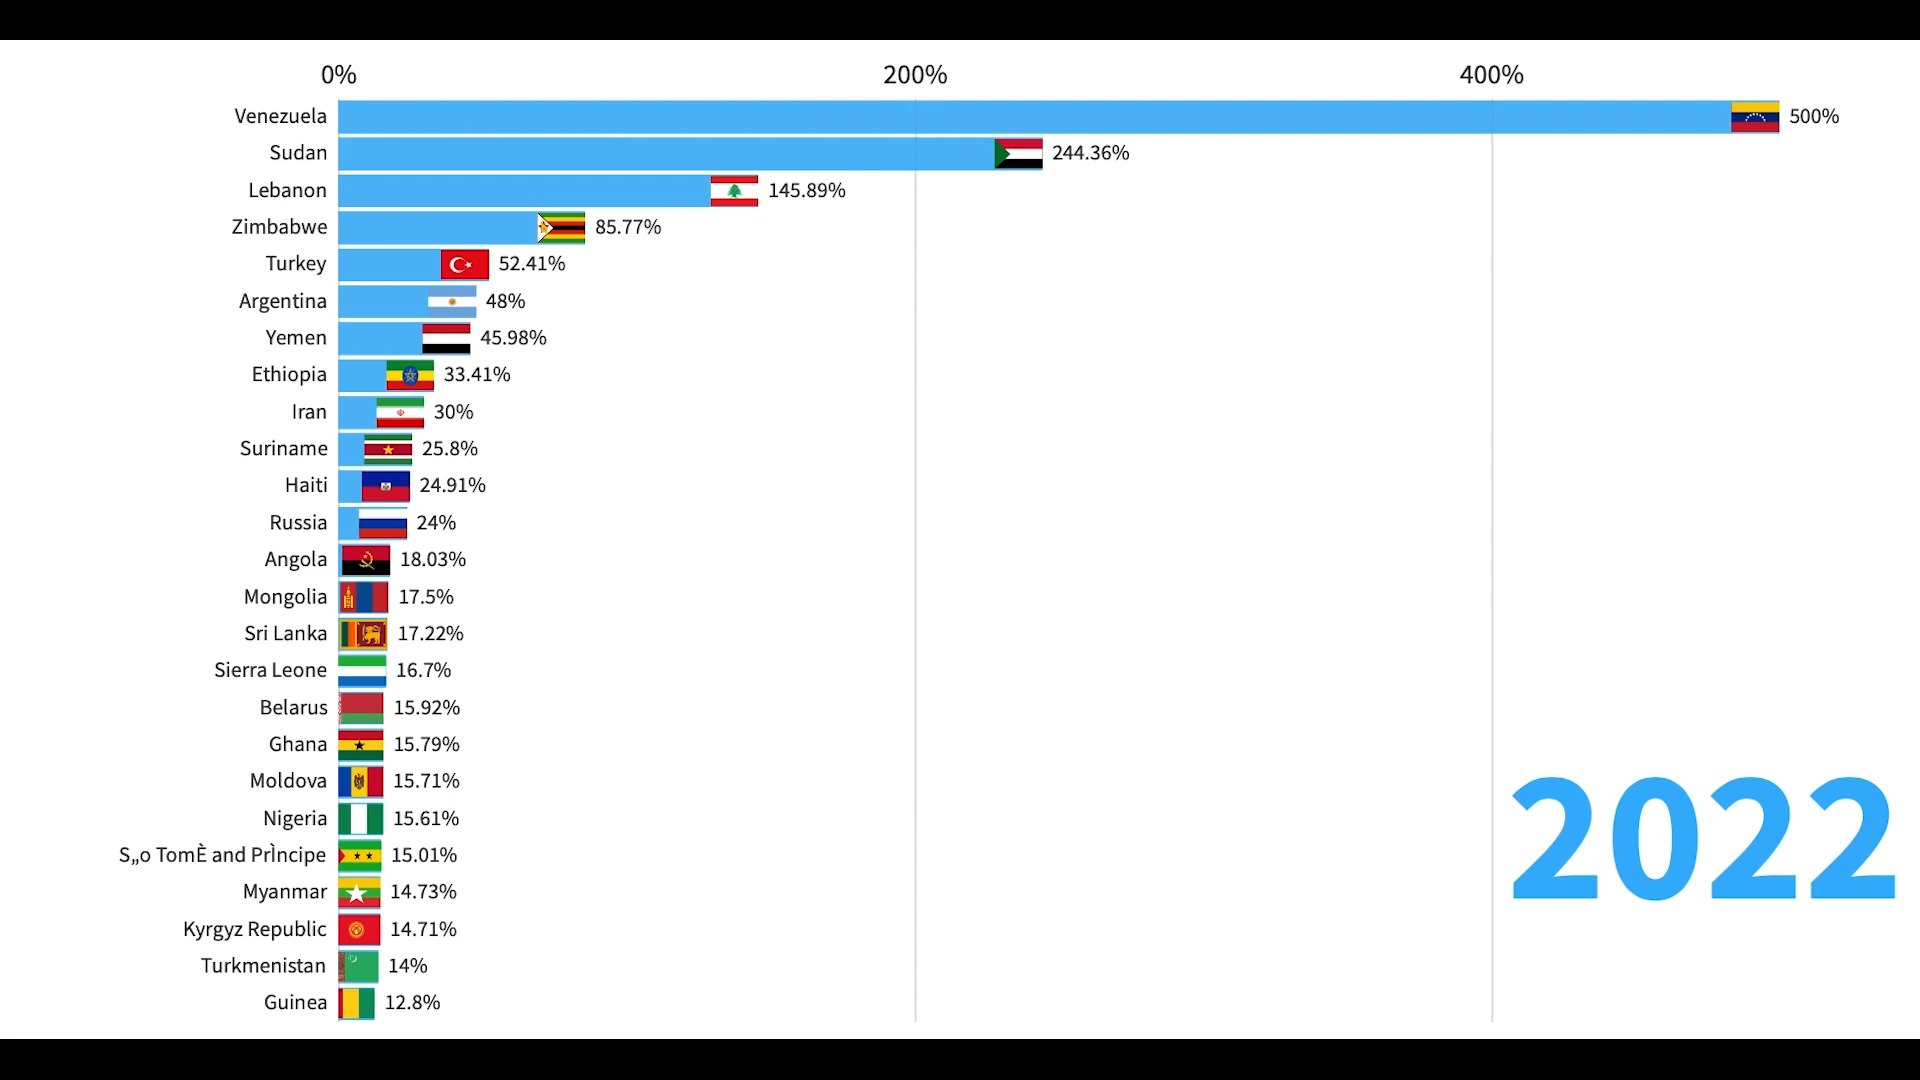 0% 200% 400%
Venezuela 500%
Sudan 244.36%
Lebanon 145.89%
Zimbabwe 85.77%
Turkey 52.41%
Argentina 48%
Yemen 45.98%
Ethiopia 33.41%
Iran 30%
Suriname 25.8%
Haiti 24.91%
Russia 24%
Angola 18.03%
Mongolia 17.5%
Sri Lanka 17.22%
Sierra Leone 16.7%
Belarus 15.92%
Ghana 15.79%
Moldova 15.71%
Nigeria 15.61%
S„o TomÈ and PrÌncipe 15.01%
Myanmar 14.73%
Kyrgyz Republic 14.71%
Turkmenistan 14%
Guinea 12.8%
2022